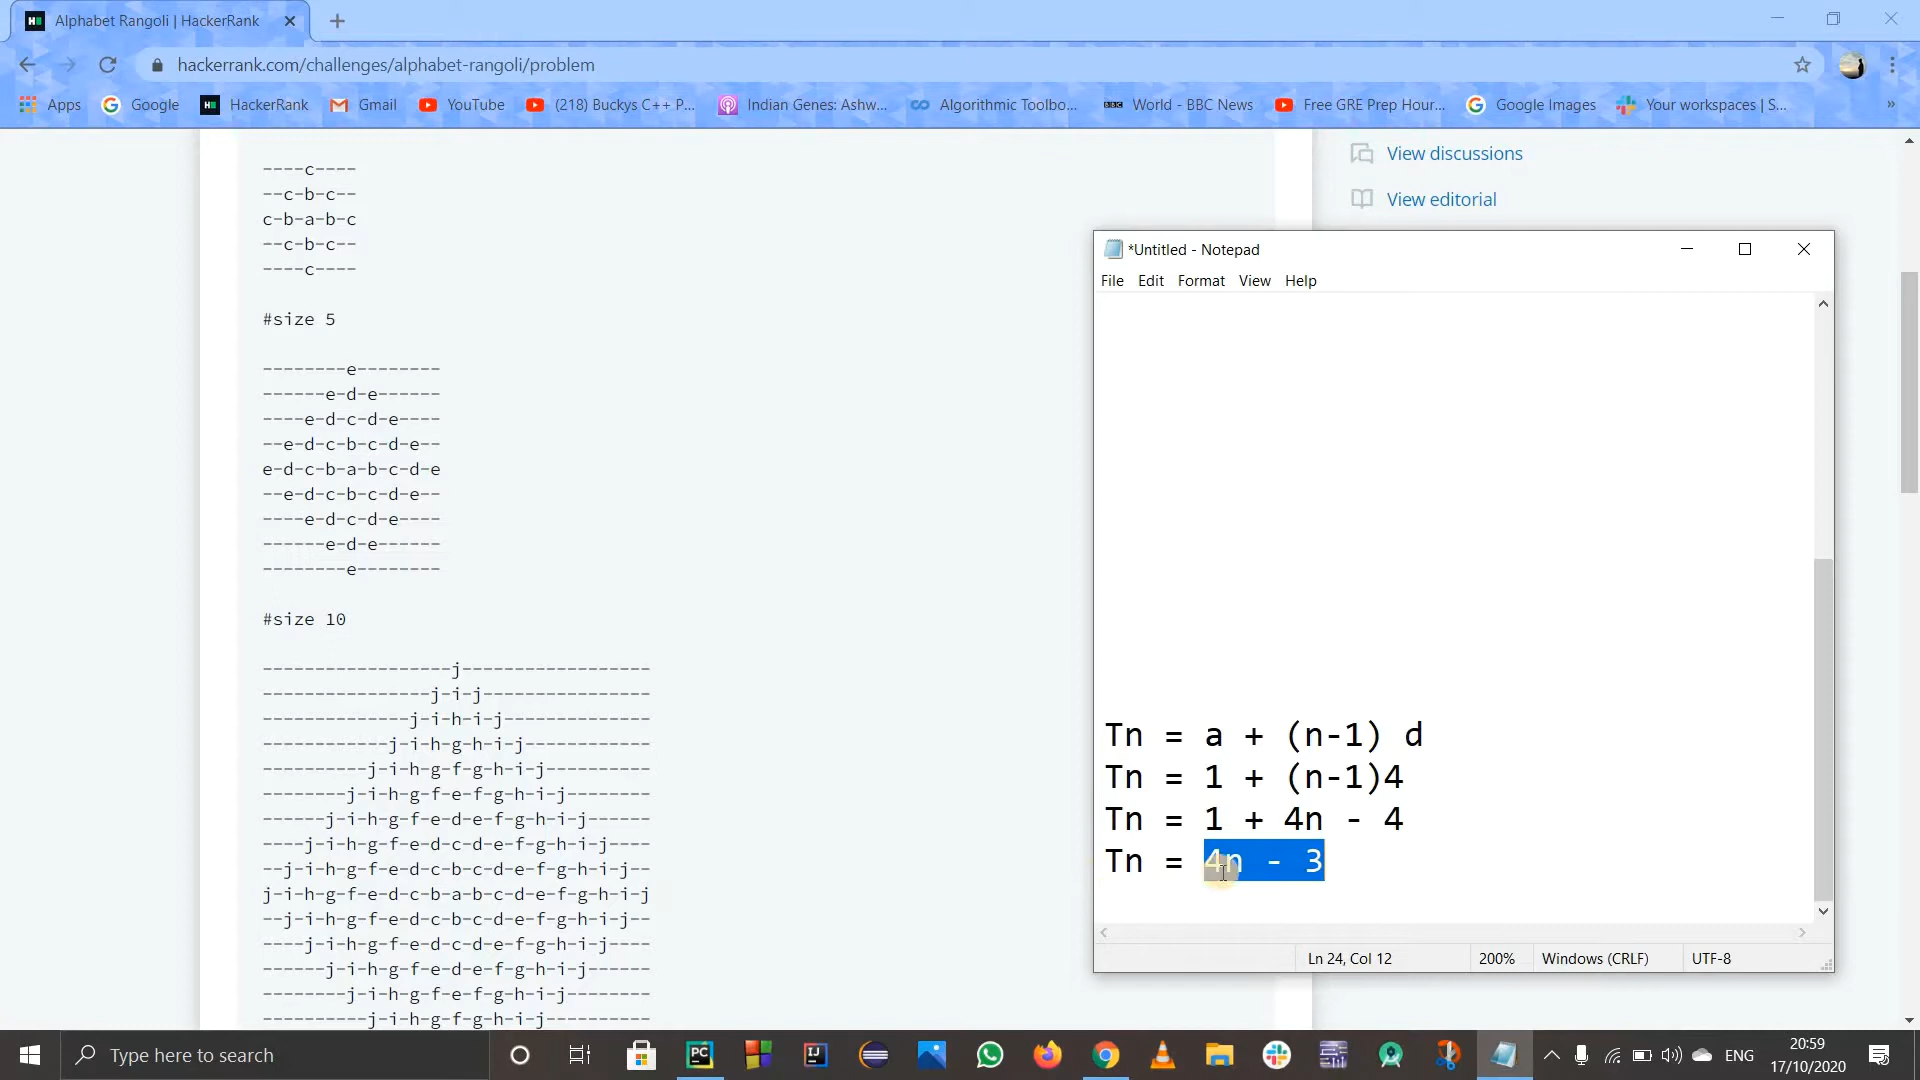 Alphabet Rangoli | HackerRank
hackerrank.com/challenges/alphabet-rangoli/problem
Apps Google HackerRank Gmail YouTube (218) Buckys C++ P... Indian Genes: Ashw... Algorithmic Toolbo... BBC World - BBC News Free GRE Prep Hour... Google Images Your workspaces | S... »
----c----
--c-b-c--
c-b-a-b-c
--c-b-c--
----c----
#size 5
--------e--------
------e-d-e------
----e-d-c-d-e----
--e-d-c-b-c-d-e--
e-d-c-b-a-b-c-d-e
--e-d-c-b-c-d-e--
----e-d-c-d-e----
------e-d-e------
--------e--------
#size 10
------------------j------------------
----------------j-i-j----------------
--------------j-i-h-i-j--------------
------------j-i-h-g-h-i-j------------
----------j-i-h-g-f-g-h-i-j----------
--------j-i-h-g-f-e-f-g-h-i-j--------
------j-i-h-g-f-e-d-e-f-g-h-i-j------
----j-i-h-g-f-e-d-c-d-e-f-g-h-i-j----
--j-i-h-g-f-e-d-c-b-c-d-e-f-g-h-i-j--
j-i-h-g-f-e-d-c-b-a-b-c-d-e-f-g-h-i-j
--j-i-h-g-f-e-d-c-b-c-d-e-f-g-h-i-j--
----j-i-h-g-f-e-d-c-d-e-f-g-h-i-j----
------j-i-h-g-f-e-d-e-f-g-h-i-j------
--------j-i-h-g-f-e-f-g-h-i-j--------
----------j-i-h-g-f-g-h-i-j----------
View discussions
View editorial
*Untitled - Notepad
File Edit Format View Help
Tn = a + (n-1) d
Tn = 1 + (n-1)4
Tn = 1 + 4n - 4
Tn = 4n - 3
Ln 24, Col 12 200% Windows (CRLF) UTF-8
Type here to search
PC
IJ
ENG
20:59
17/10/2020